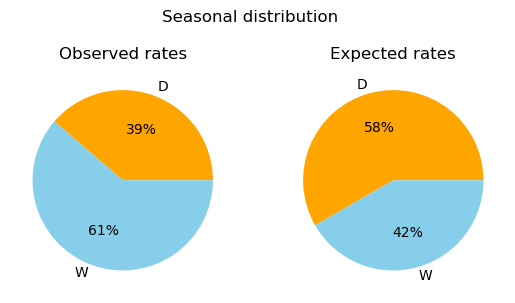 Seasonal distribution
Observed rates
D
39%
61%
W
Expected rates
D
58%
42%
W